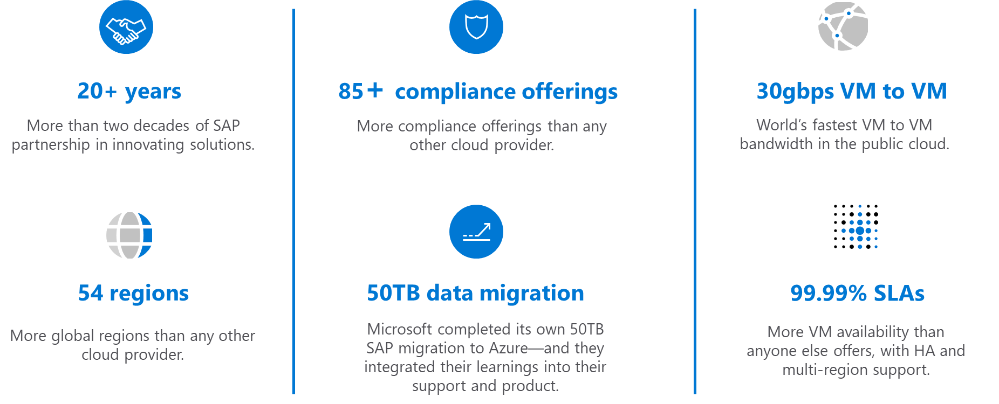 20+ years
More than two decades of SAP
partnership in innovating solutions.
54 regions
More global regions than any other
cloud provider.
85+ compliance offerings
More compliance offerings than any
other cloud provider.
50TB data migration
Microsoft completed its own 50TB
SAP migration to Azure—and they
integrated their learnings into their
support and product.
30gbps VM to VM
World’s fastest VM to VM
bandwidth in the public cloud.
99.99% SLAs
More VM availability than
anyone else offers, with HA and
multi-region support.